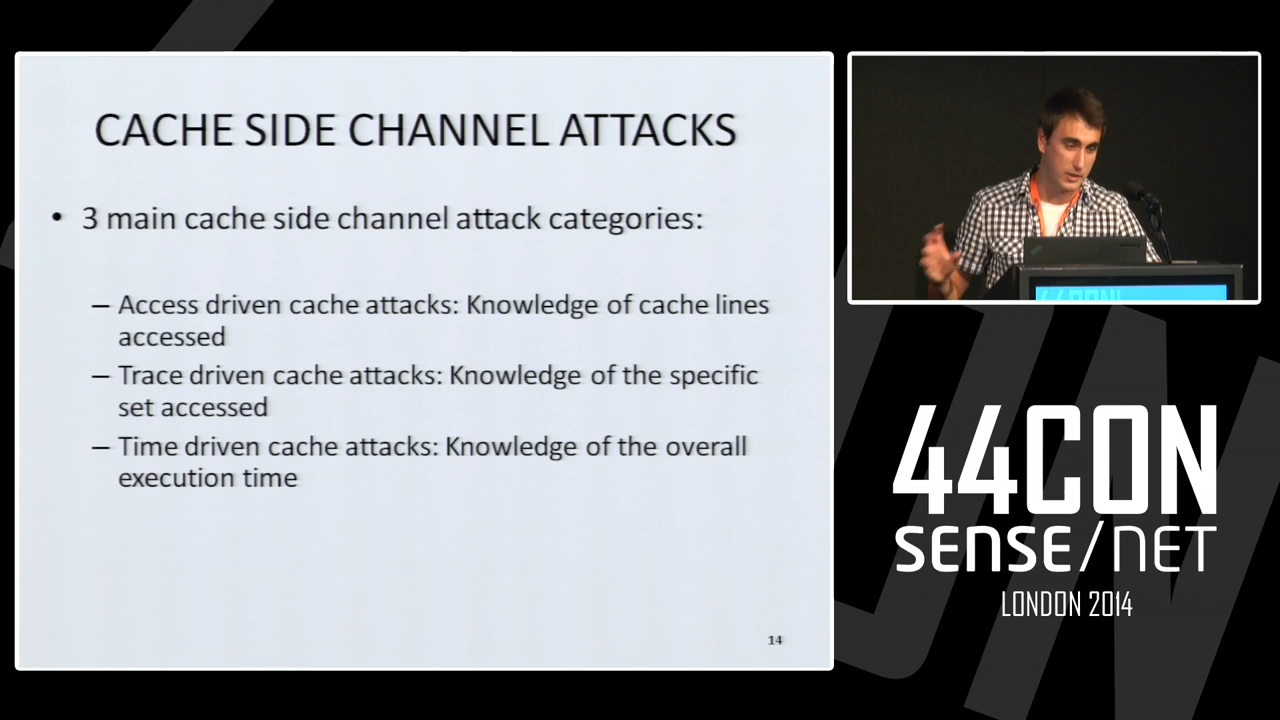 CACHE SIDE CHANNEL ATTACKS
• 3 main cache side channel attack categories:
– Access driven cache attacks: Knowledge of cache lines
accessed
– Trace driven cache attacks: Knowledge of the specific
set accessed
– Time driven cache attacks: Knowledge of the overall
execution time
14
44CON
44CON
SENSE/NET
LONDON 2014